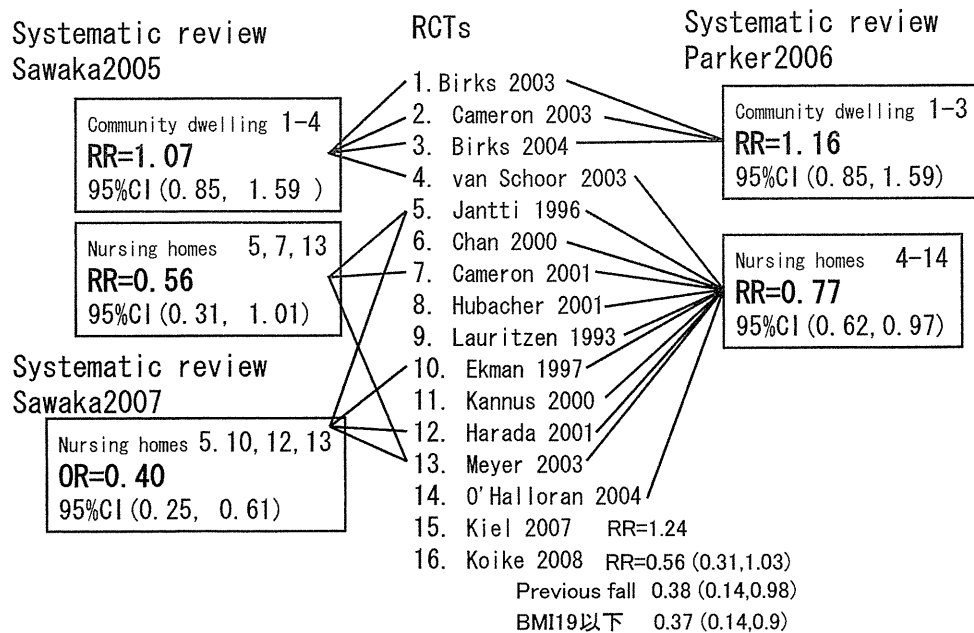 Systematic review
Sawaka2005
Community dwelling 1-4
RR=1.07
95%CI(0.85, 1.59 )
Nursing homes 5,7,13
RR=0.56
95%CI(0.31, 1.01)
Systematic review
Sawaka2007
Nursing homes 5.10,12,13
OR=0.40
95%CI(0.25, 0.61)
RCTs
1. Birks 2003
2. Cameron 2003
3. Birks 2004
4. van Schoor 2003
5. Jantti 1996
6. Chan 2000
7. Cameron 2001
8. Hubacher 2001
9. Lauritzen 1993
10. Ekman 1997
11. Kannus 2000
12. Harada 2001
13. Meyer 2003
14. O'Halloran 2004
15. Kiel 2007 RR=1.24
16. Koike 2008 RR=0.56 (0.31,1.03)
Previous fall 0.38 (0.14,0.98)
BMI19以下 0.37 (0.14,0.9)
Systematic review
Parker2006
Community dwelling 1-3
RR=1.16
95%CI(0.85,1.59)
Nursing homes 4-14
RR=0.77
95%CI(0.62,0.97)